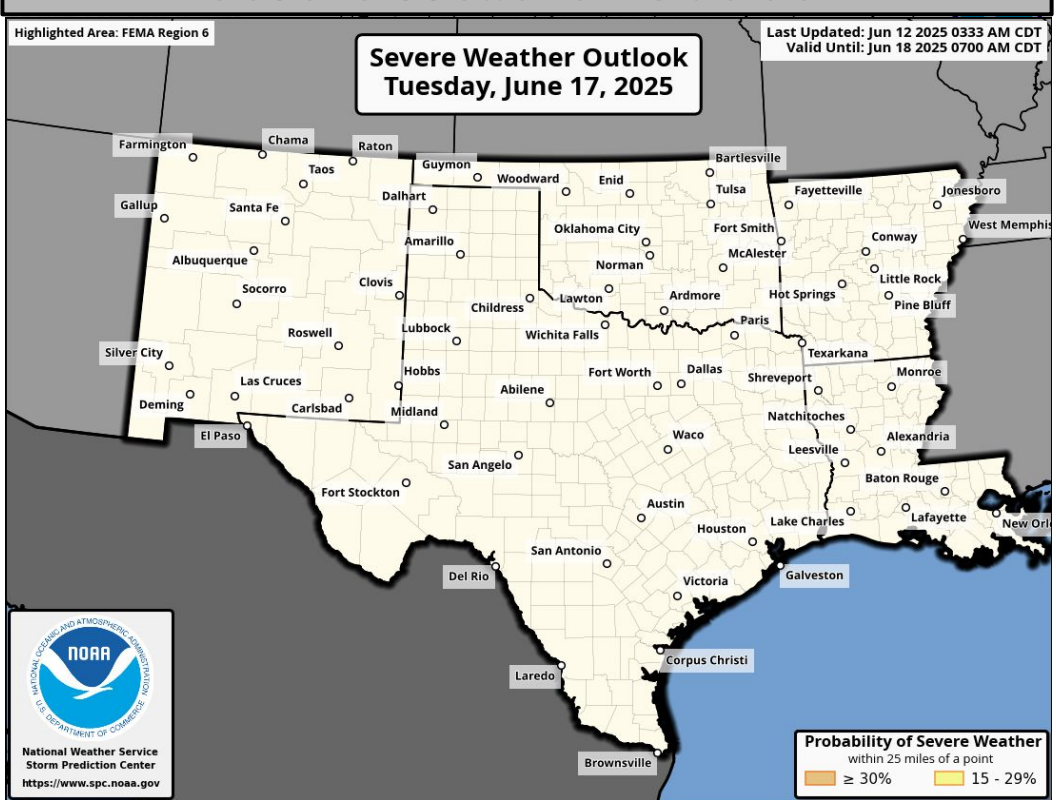 Highlighted Area: FEMA Region 6
Severe Weather Outlook
Tuesday, June 17, 2025
Last Updated: Jun 12 2025 0333 AM CDT
Valid Until: Jun 18 2025 0700 AM CDT
Farmington
Chama
Raton
Taos
Guymon
Woodward
Enid
Bartlesville
Tulsa
Fayetteville
Jonesboro
Gallup
Santa Fe
Dalhart
Oklahoma City
Fort Smith
West Memphis
Albuquerque
Amarillo
Norman
McAlester
Conway
Socorro
Clovis
Childress
Lawton
Ardmore
Hot Springs
Little Rock
Pine Bluff
Roswell
Lubbock
Wichita Falls
Paris
Texarkana
Silver City
Las Cruces
Hobbs
Abilene
Fort Worth
Dallas
Shreveport
Monroe
Deming
Carlsbad
Midland
Natchitoches
El Paso
Waco
Leesville
Alexandria
San Angelo
Fort Stockton
Baton Rouge
Austin
Houston
Lake Charles
Lafayette
New Orl
San Antonio
Del Rio
Victoria
Galveston
Laredo
Corpus Christi
Brownsville
NATIONAL OCEANIC AND ATMOSPHERIC ADMINISTRATION
NOAA
U.S. DEPARTMENT OF COMMERCE
National Weather Service
Storm Prediction Center
https://www.spc.noaa.gov
Probability of Severe Weather
within 25 miles of a point
≥ 30%
15 - 29%